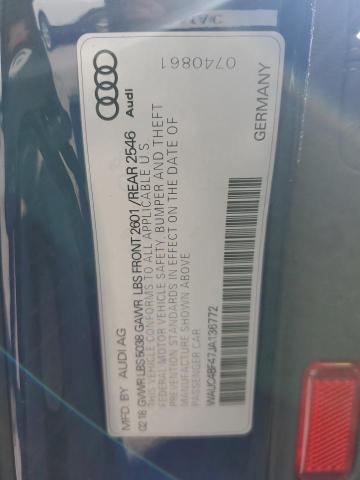 Audi
0740861
MFD BY AUDI AG
02 18 GVWR LBS 5038 GAWR LBS FRONT 2601/REAR 2546
THIS CAR CONFORMS TO ALL APPLICABLE U S
FEDERAL MOTOR VEHICLE SAFETY, BUMPER AND THEFT
PREVENTION STANDARDS IN EFFECT ON THE DATE OF
MANUFACTURE SHOWN ABOVE
PASSENGER CAR
WAUC4BF47JA136772
GERMANY